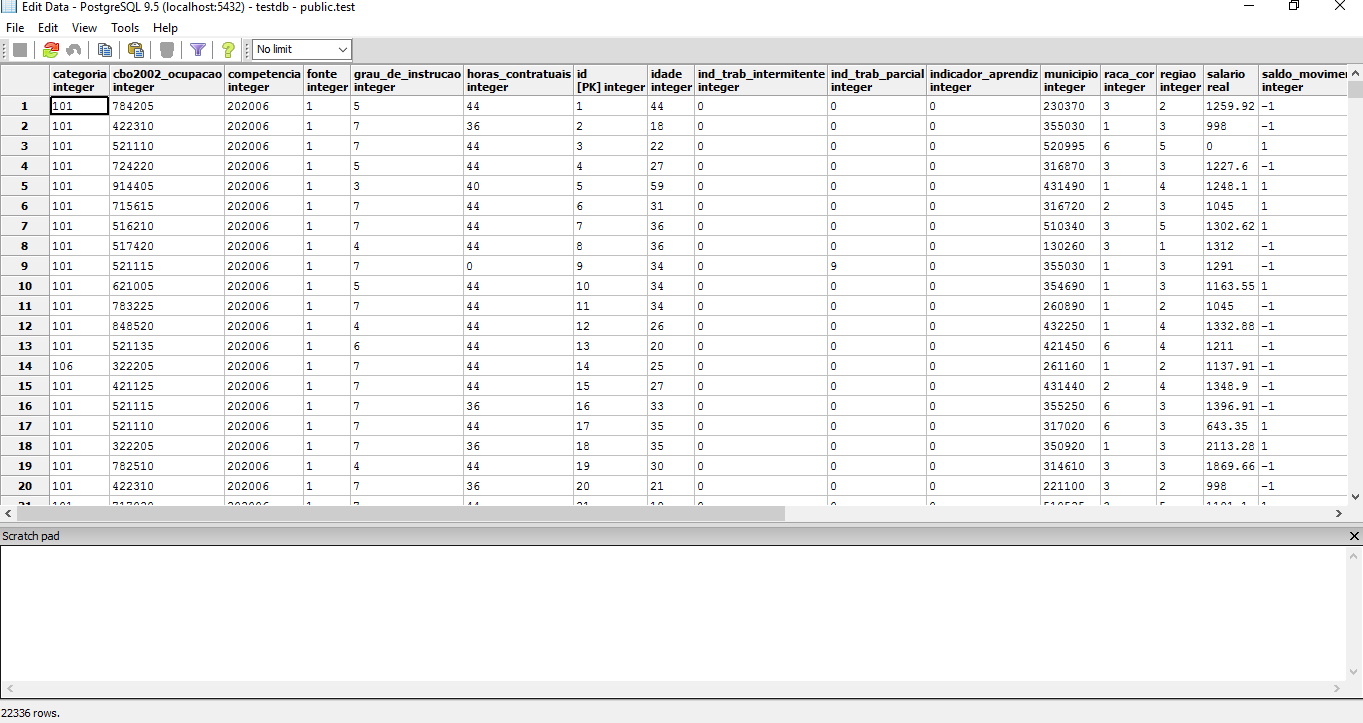 Edit Data - PostgreSQL 9.5 (localhost:5432) - testdb - public.test
File Edit View Tools Help
No limit
categoria cbo2002_ocupacao competencia fonte grau_de_instrucao horas_contratuais id idade ind_trab_intermitente ind_trab_parcial indicador_aprendiz municipio raca_cor regiao salario saldo_movimen
integer integer integer integer integer integer [PK] integer integer integer integer integer integer integer integer real integer
1 101 784205 202006 1 5 44 1 44 0 0 0 230370 3 2 1259.92 -1
2 101 422310 202006 1 7 36 2 18 0 0 0 355030 1 3 998 -1
3 101 521110 202006 1 7 44 3 22 0 0 0 520995 6 5 0 1
4 101 724220 202006 1 5 44 4 27 0 0 0 316870 3 3 1227.6 -1
5 101 914405 202006 1 3 40 5 59 0 0 0 431490 1 4 1248.1 1
6 101 715615 202006 1 7 44 6 31 0 0 0 316720 2 3 1045 1
7 101 516210 202006 1 7 44 7 36 0 0 0 510340 3 5 1302.62 1
8 101 517420 202006 1 4 44 8 36 0 0 0 130260 3 1 1312 -1
9 101 521115 202006 1 7 0 9 34 0 9 0 355030 1 3 1291 -1
10 101 621005 202006 1 5 44 10 34 0 0 0 354690 1 3 1163.55 1
11 101 783225 202006 1 7 44 11 34 0 0 0 260890 1 2 1045 -1
12 101 848520 202006 1 4 44 12 26 0 0 0 432250 1 4 1332.88 -1
13 101 521135 202006 1 6 44 13 20 0 0 0 421450 6 4 1211 -1
14 106 322205 202006 1 7 44 14 25 0 0 0 261160 1 2 1137.91 -1
15 101 421125 202006 1 7 44 15 27 0 0 0 431440 2 4 1348.9 -1
16 101 521115 202006 1 7 36 16 33 0 0 0 355250 6 3 1396.91 -1
17 101 521110 202006 1 7 44 17 35 0 0 0 317020 6 3 643.35 1
18 101 322205 202006 1 7 36 18 35 0 0 0 350920 1 3 2113.28 1
19 101 782510 202006 1 4 44 19 30 0 0 0 314610 3 3 1869.66 -1
20 101 422310 202006 1 7 36 20 21 0 0 0 221100 3 2 998 -1
Scratch pad
22336 rows.